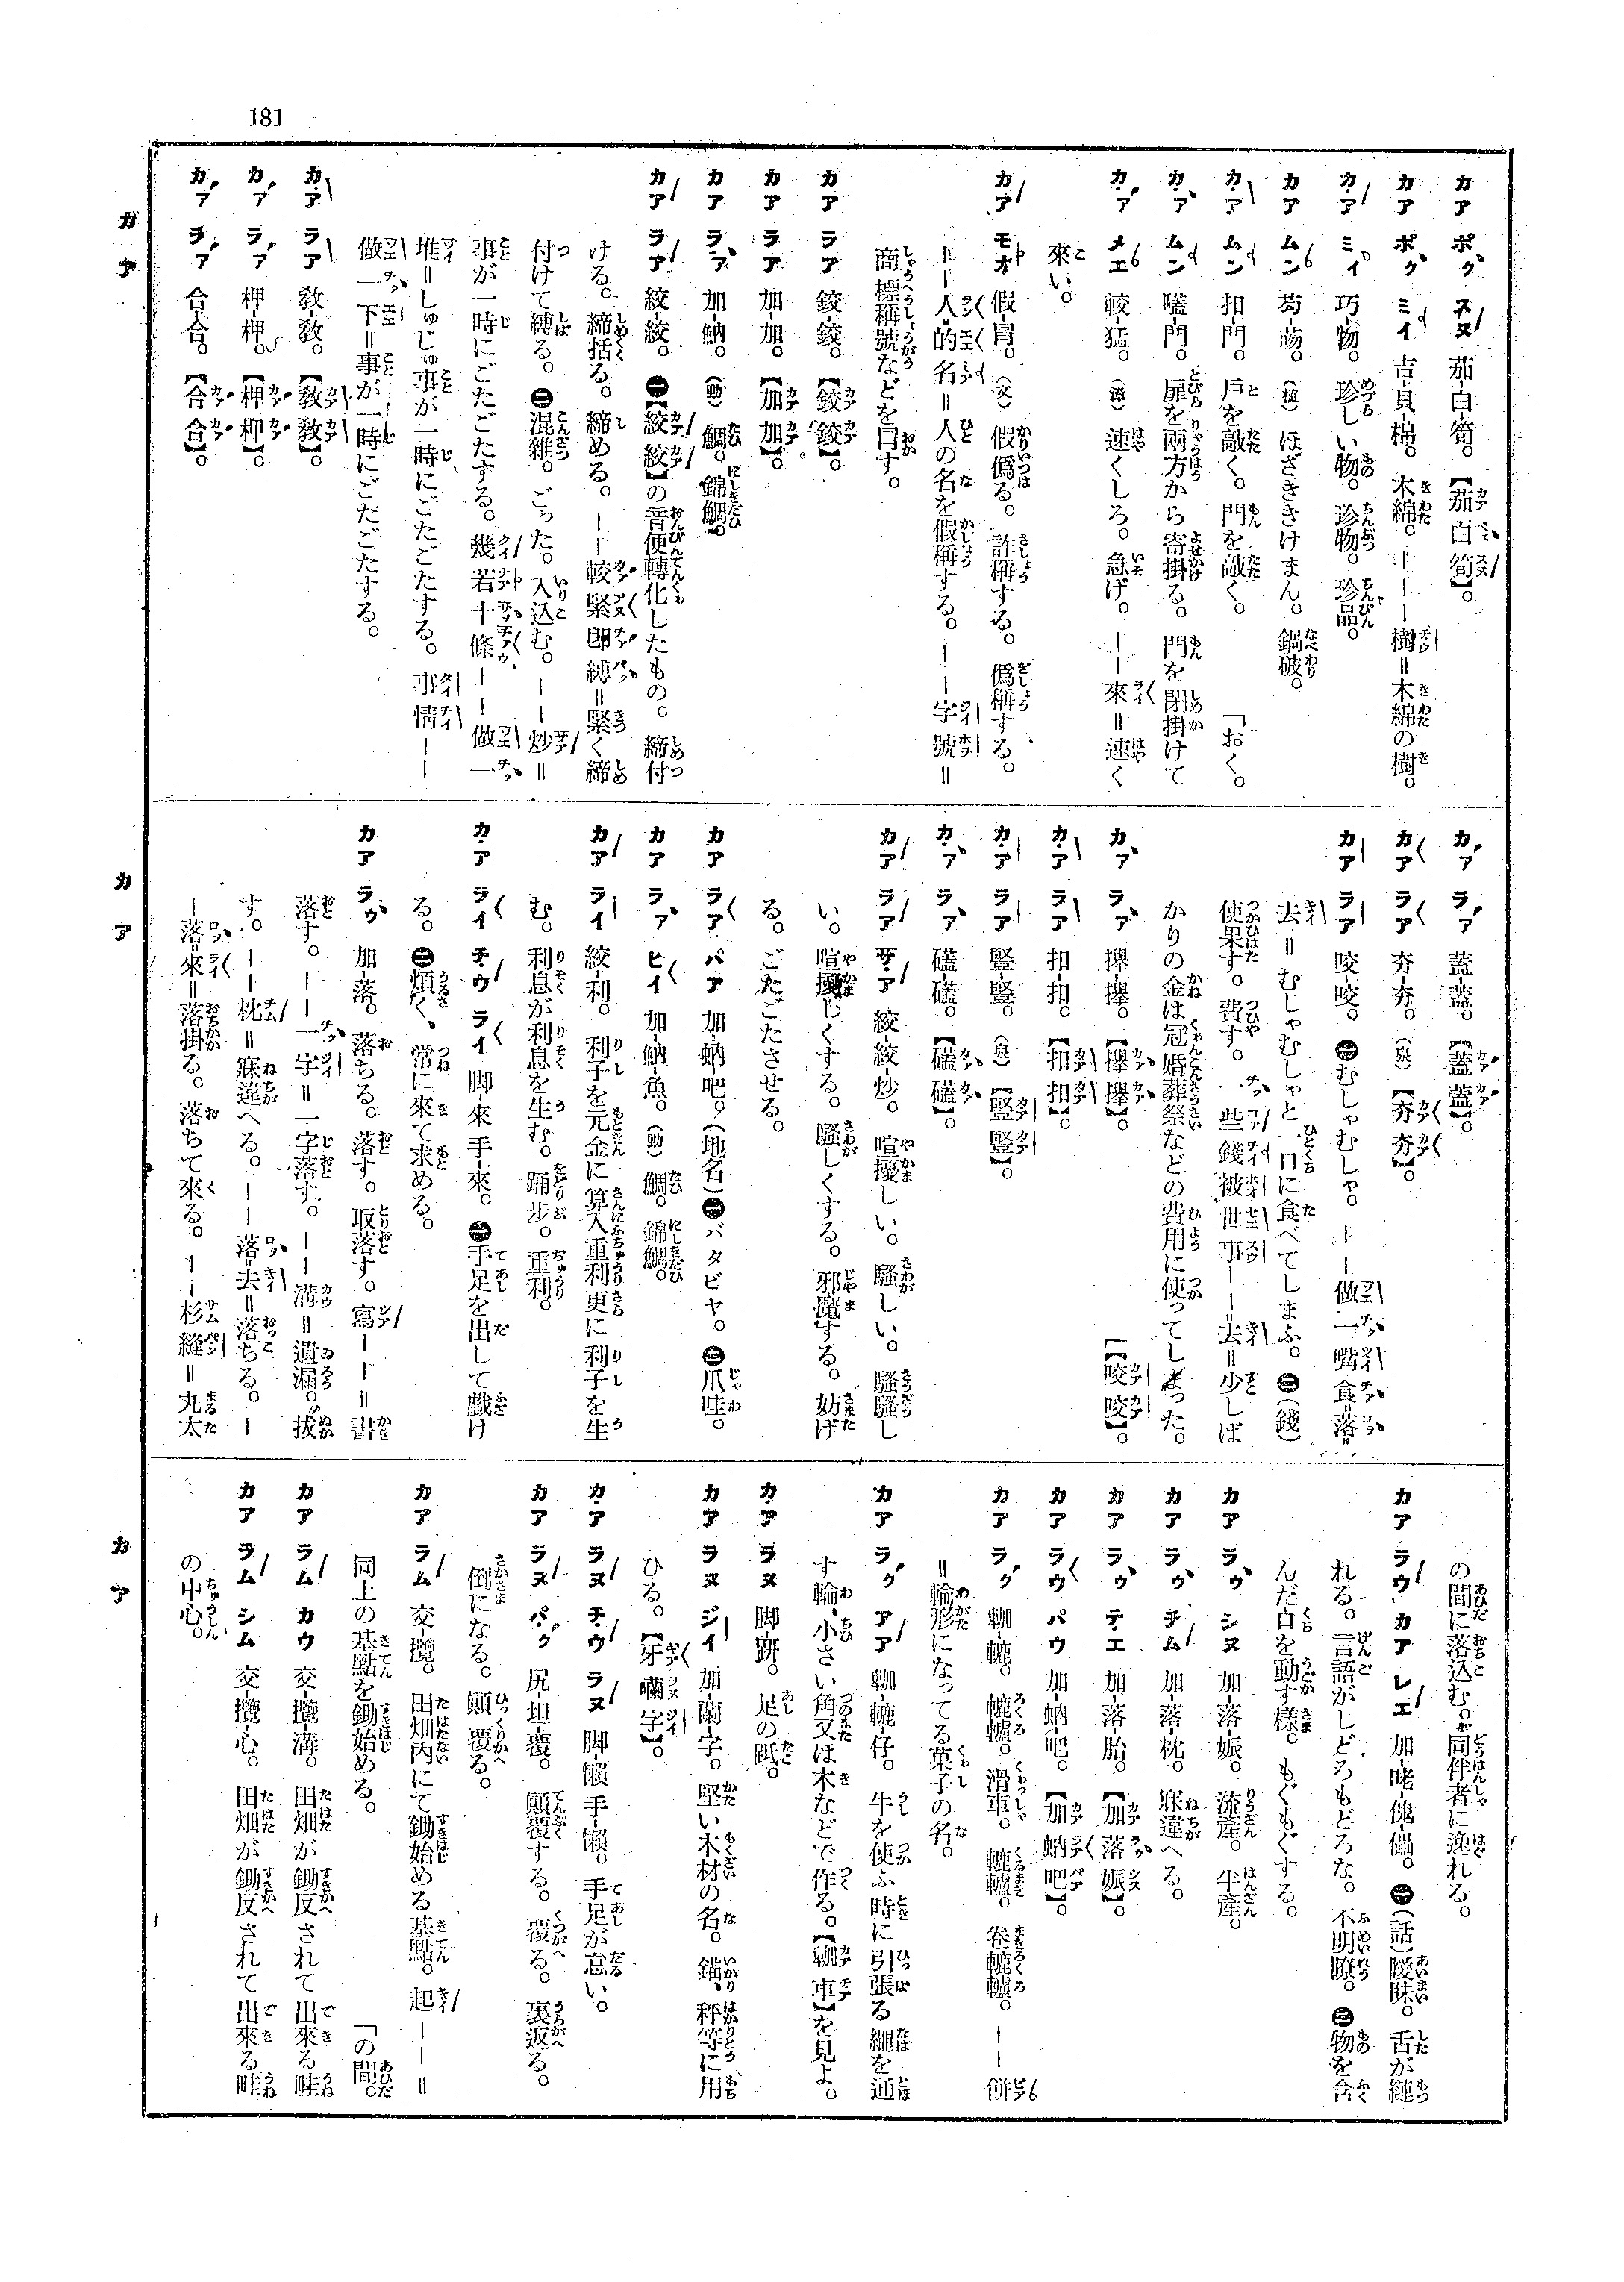 181
カア ポク ヌヌ 茄-白-筍。【茄白筍】。
カア ポク ミイ 吉-貝-棉。木綿。———樹=木綿の樹。
カア ミイ 巧-物。珍しい物。珍物。珍品。
カア ムン (植) ほざききけまん。鍋破。
カア ムン 扣-門。戶を敲く。門を敲く。 「おく。
カア ムン 嗑-門。扉を兩方から寄掛る。門を閉掛けて
カア メエ 較-猛。(漳) 速くしろ。急げ。——來=速く
來い。
カア モオ 假-冒。(文) 假僞る。詐稱する。僞稱する。
——人的名=人の名を假稱する。——字號=
商標稱號などを冒す。
カア ラア 鉸-鉸。【鉸鉸】。
カア ラア 加-加。【加加】。
カア ラア 加-魶。(動) 鯛。錦鯛。
カア ラア 絞-絞。㊀【絞絞】の音便轉化したもの。締付
ける。締括る。締める。——較緊卽縛=緊く締
付けて縛る。㊁混雜。ごった。入込む。——炒=
事が一時にごたごたする。幾若十條——做一
堆=しゅじゅ事が一時にごたごたする。事情——
做一下=事が一時にごたごたする。
カア ラア 敎-敎。【敎敎】。
カア ラア 柙-柙。【柙柙】。
カア ラア 合-合。【合合】。
カア
カア ラア 蓋-蓋。【蓋蓋】。
カア ラア 夯-夯。(泉)【夯夯】。
カア ラア 咬-咬。㊀むしゃむしゃ。——做一嘴食=落=
去=むしゃむしゃと一口に食べてしまふ。㊁(錢)
使果す。費す。一些錢被世事——去=少しば
かりの金は冠婚葬祭などの費用に使ってしまった。
カア ラア 攑-攑。【攑攑】。 「【咬咬】。
カア ラア 扣-扣。【扣扣】。
カア ラア 豎-豎。(泉)【豎豎】。
カア ラア 礚-礚。【礚礚】。
カア ラア ザア 絞-絞-炒。喧擾しい。騷しい。騷騷し
い。喧擾しくする。騷しくする。邪魔する。妨げ
る。ごたごたさせる。
カア ラア パア 加-蚋-吧。(地名)㊀バタビヤ。㊁爪哇。
カア ラア ヒイ 加-魶-魚。(動) 鯛。錦鯛。
カア ライ 絞-利。利子を元金に算入重利更に利子を生
む。利息が利息を生む。踊步。重利。
カア ライ チウ ライ 脚-來 手-來。㊀手足を出して戲け
る。㊁煩く、常に來て求める。
カア ラウ 加-落。落ちる。落す。取落す。寫——=書
落す。——一字=一字落す。——溝=遺漏。拔
す。——枕=寐違へる。——落=去=落ちる。—
—落=來=落掛る。落ちて來る。——杉縫=丸太
カア
の間に落込む。同伴者に逸れる。
カア ラウ カア レエ 加-咾-傀儡。㊀(話)曖昧。舌が縺
れる。言語がしどろもどろな。不明瞭。㊁物を含
んだ口を動す樣。もぐもぐする。
カア ラウ シヌ 加-落-娠。流產。半產。
カア ラウ チム 加-落-枕。寐違へる。
カア ラウ テエ 加-落-胎。【加落娠】。
カア ラウ パウ 加-蚋-吧。【加蚋吧】。
カア ラク 䡎-轆。轆轤。滑車。轆轤。卷轆轤。——餠
=輪形になってる菓子の名。
カア ラク アア 䡎-轆-仔。牛を使ふ時に引張る繩を通
す輪、小さい角又は木などで作る。【䡎車】を見よ。
カア ラヌ 脚-趼。足の胝。
カア ラヌ ジイ 加-蘭-字。堅い木材の名。錨、秤等に用
ひる。【牙囒字】。
カア ラヌ チウ ラヌ 脚-懶 手-懶。手足が怠い。
カア ラヌ パク 尻-坦-覆。顚覆する。覆る。裏返る。
倒になる。顚覆る。
カア ラム 交-攬。田畑內にて鋤始める基點。起——=
同上の基點を鋤始める。 「の間。
カア ラム カウ 交-攬-溝。田畑が鋤反されて出來る畦
カア ラム シム 交-攬-心。田畑が鋤反されて出來る畦
の中心。
カア